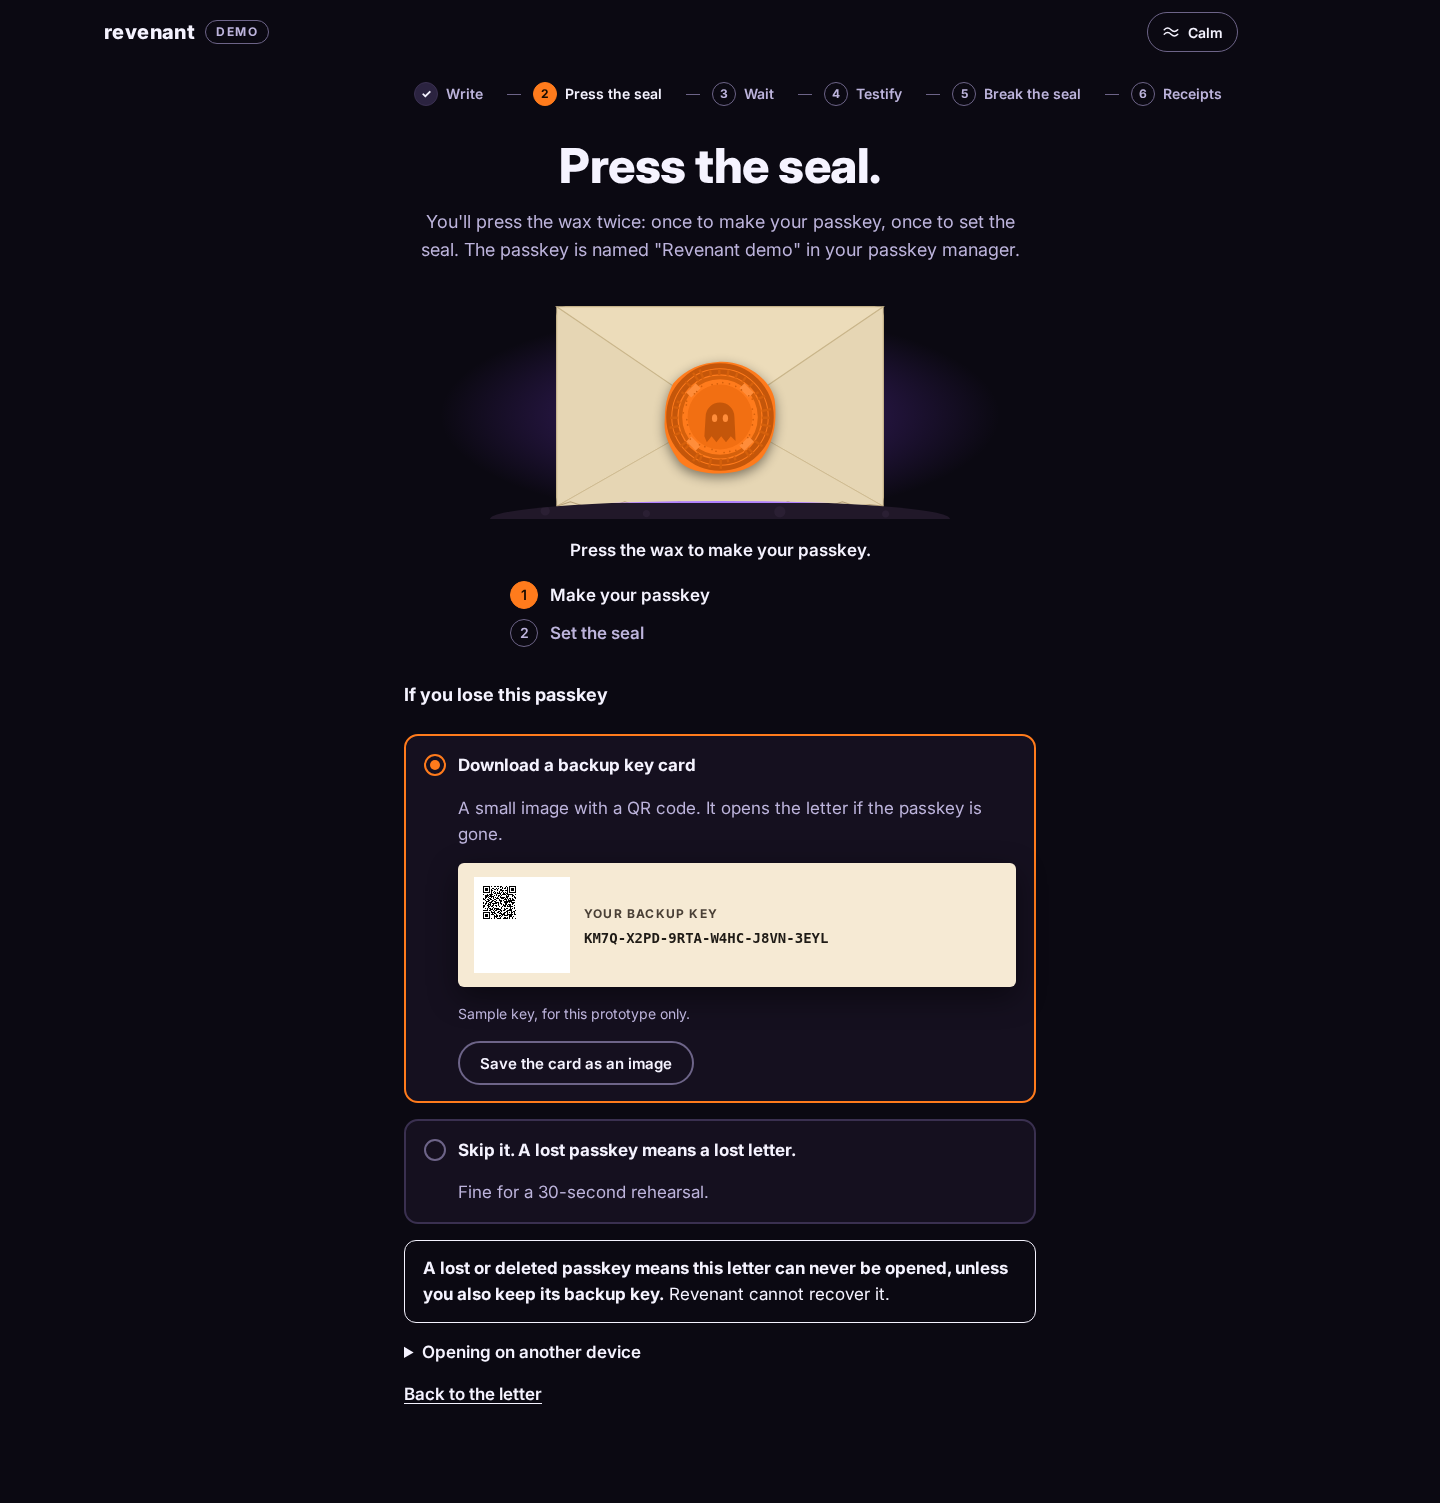 revenant DEMO
Calm
Write
2 Press the seal
3 Wait
4 Testify
5 Break the seal
6 Receipts
Press the seal.
You'll press the wax twice: once to make your passkey, once to set the
seal. The passkey is named "Revenant demo" in your passkey manager.
Press the wax to make your passkey.
1 Make your passkey
2 Set the seal
If you lose this passkey
Download a backup key card
A small image with a QR code. It opens the letter if the passkey is
gone.
YOUR BACKUP KEY
KM7Q-X2PD-9RTA-W4HC-J8VN-3EYL
Sample key, for this prototype only.
Save the card as an image
Skip it. A lost passkey means a lost letter.
Fine for a 30-second rehearsal.
A lost or deleted passkey means this letter can never be opened, unless
you also keep its backup key. Revenant cannot recover it.
Opening on another device
Back to the letter